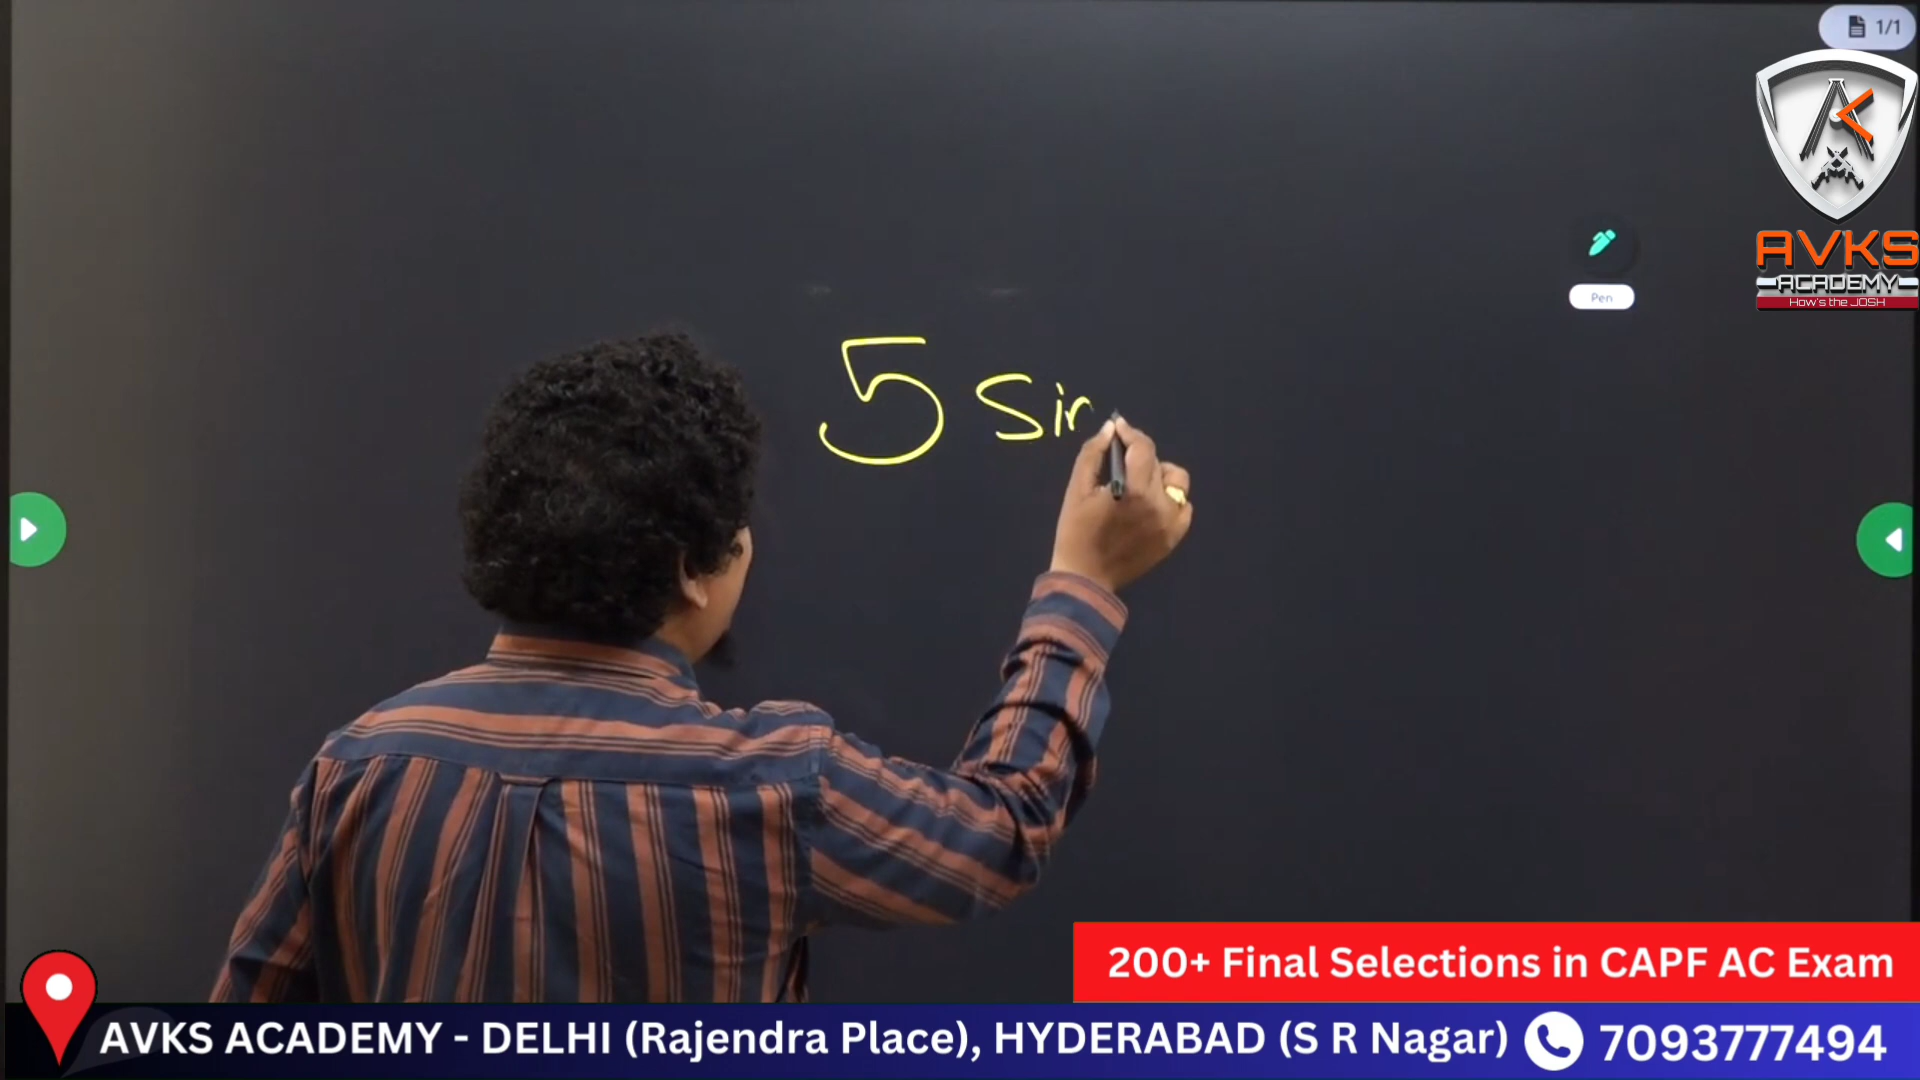 1/1
AVKS
ACADEMY
How's the JOSH
Pen
5 sin
200+ Final Selections in CAPF AC Exam
AVKS ACADEMY - DELHI (Rajendra Place), HYDERABAD (S R Nagar) 7093777494